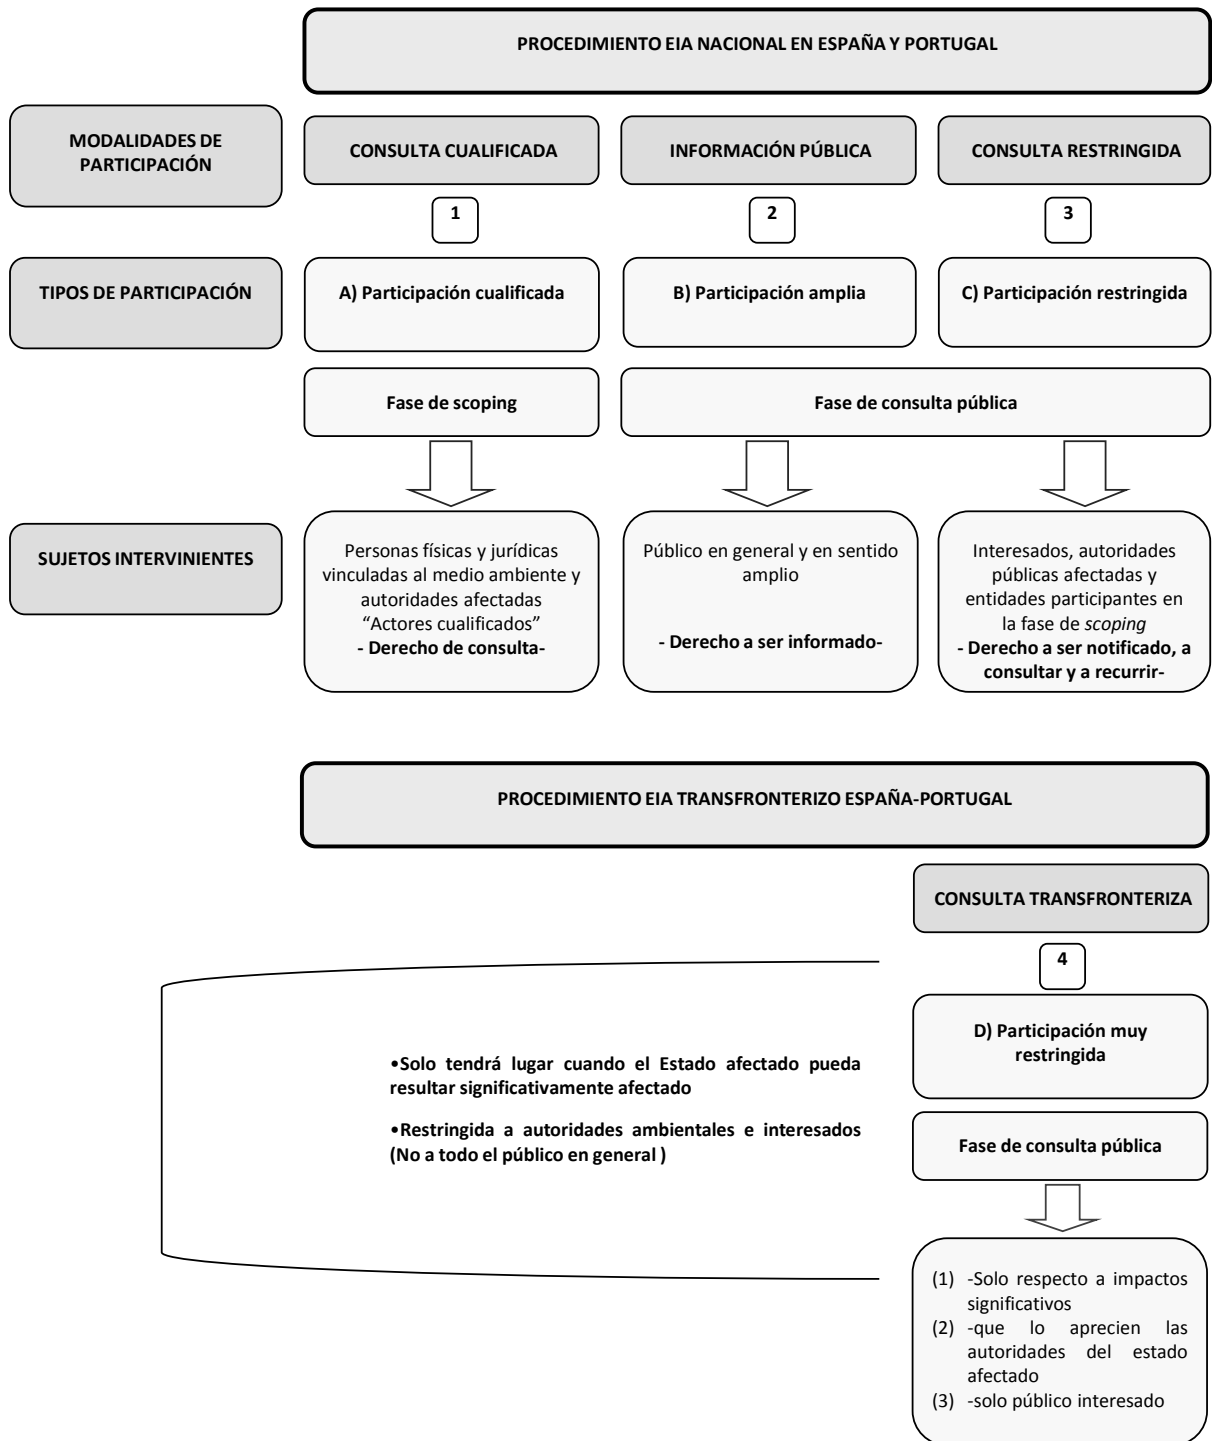 PROCEDIMIENTO EIA NACIONAL EN ESPAÑA Y PORTUGAL
MODALIDADES DE
PARTICIPACIÓN
CONSULTA CUALIFICADA
INFORMACIÓN PÚBLICA
CONSULTA RESTRINGIDA
1
2
3
TIPOS DE PARTICIPACIÓN
A) Participación cualificada
B) Participación amplia
C) Participación restringida
Fase de scoping
Fase de consulta pública
SUJETOS INTERVINIENTES
Personas físicas y jurídicas
vinculadas al medio ambiente y
autoridades afectadas
“Actores cualificados”
- Derecho de consulta-
Público en general y en sentido
amplio
- Derecho a ser informado-
Interesados, autoridades
públicas afectadas y
entidades participantes en
la fase de scoping
- Derecho a ser notificado, a
consultar y a recurrir-
PROCEDIMIENTO EIA TRANSFRONTERIZO ESPAÑA-PORTUGAL
CONSULTA TRANSFRONTERIZA
4
D) Participación muy
restringida
•Solo tendrá lugar cuando el Estado afectado pueda
resultar significativamente afectado
•Restringida a autoridades ambientales e interesados
(No a todo el público en general )
Fase de consulta pública
(1) -Solo respecto a impactos
significativos
(2) -que lo aprecien las
autoridades del estado
afectado
(3) -solo público interesado